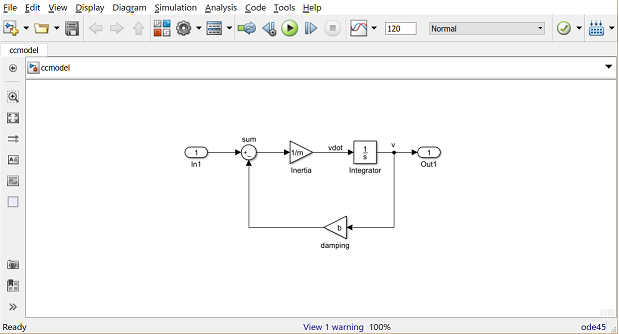 File Edit View Display Diagram Simulation Analysis Code Tools Help
120 Normal
ccmodel
ccmodel
sum
1 + - 1/m vdot 1 s v 1
In1 Inertia Integrator Out1
b
damping
Ready View 1 warning 100% ode45